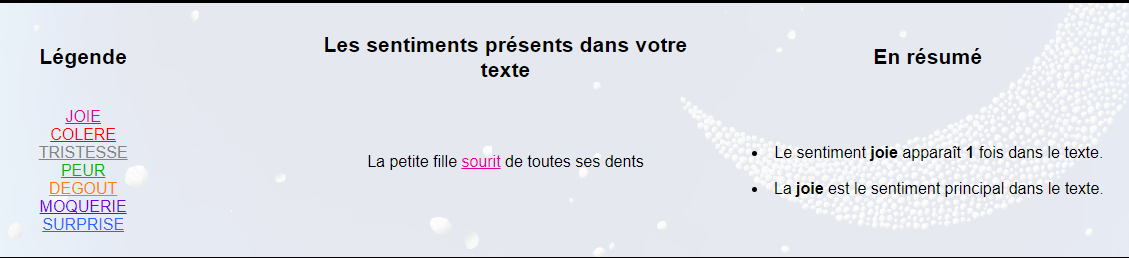 Légende
JOIE
COLERE
TRISTESSE
PEUR
DEGOUT
MOQUERIE
SURPRISE
Les sentiments présents dans votre
texte
La petite fille sourit de toutes ses dents
En résumé
Le sentiment joie apparaît 1 fois dans le texte.
La joie est le sentiment principal dans le texte.